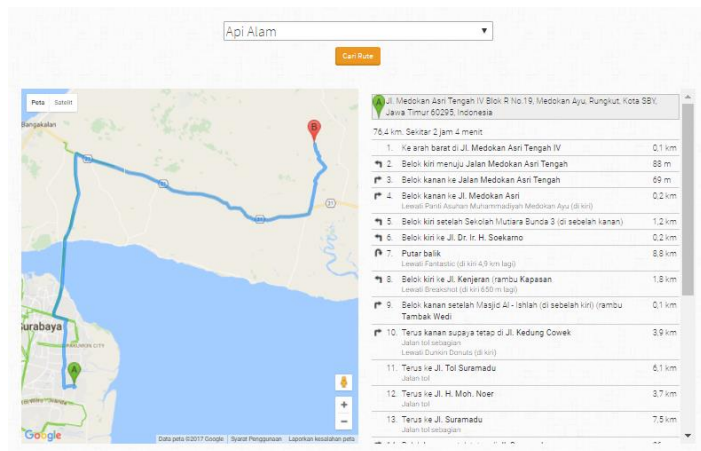 Api Alam
Cari Rute
Peta
Satelit
Bangakalan
B
31
31
31
Surabaya
PAKUWON CITY
A
Google
Data peta ©2017 Google
Syarat Penggunaan
Laporkan kesalahan peta
A
Jl. Medokan Asri Tengah IV Blok R No.19, Medokan Ayu, Rungkut, Kota SBY,
Jawa Timur 60295, Indonesia
76,4 km. Sekitar 2 jam 4 menit
1. Ke arah barat di Jl. Medokan Asri Tengah IV 0,1 km
2. Belok kiri menuju Jalan Medokan Asri Tengah 88 m
3. Belok kanan ke Jalan Medokan Asri Tengah 69 m
4. Belok kanan ke Jl. Medokan Asri 0,2 km
Lewati Panti Asuhan Muhammadiyah Medokan Ayu (di kiri)
5. Belok kiri setelah Sekolah Mutiara Bunda 3 (di sebelah kanan) 1,2 km
6. Belok kiri ke Jl. Dr. Ir. H. Soekarno 0,2 km
7. Putar balik 8,8 km
Lewati Fantastic (di kiri 4,9 km lagi)
8. Belok kiri ke Jl. Kenjeran (rambu Kapasan 1,8 km
Lewati Breakshot (di kiri 650 m lagi)
9. Belok kanan setelah Masjid Al - Ishlah (di sebelah kiri) (rambu 0,1 km
Tambak Wedi
10. Terus kanan supaya tetap di Jl. Kedung Cowek 3,9 km
Jalan tol sebagian
Lewati Dunkin Donuts (di kiri)
11. Terus ke Jl. Tol Suramadu 6,1 km
Jalan tol
12. Terus ke Jl. H. Moh. Noer 3,7 km
Jalan tol
13. Terus ke Jl. Suramadu 7,5 km
Jalan tol sebagian